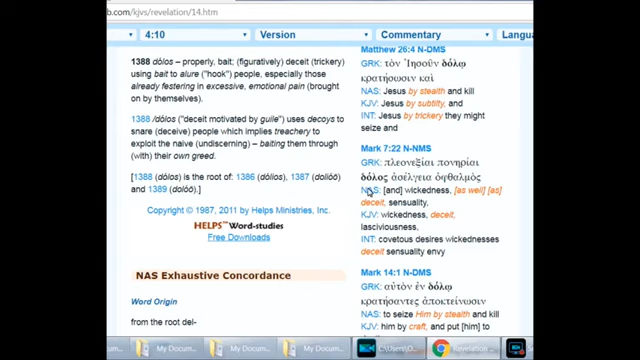 b.com/kjvs/revelation/14.htm
4:10
Version
Commentary
Langua
1388 dólos – properly, bait; (figuratively) deceit (trickery)
using bait to alure ("hook") people, especially those
already festering in excessive, emotional pain (brought
on by themselves).
1388 /dólos ("deceit motivated by guile") uses decoys to
snare (deceive) people which implies treachery to
exploit the naive (undiscerning) – baiting them through
(with) their own greed.
[1388 (dólos) is the root of: 1386 (dólios), 1387 (dolioō)
and 1389 (doloō).]
Copyright © 1987, 2011 by Helps Ministries, Inc.
HELPS™Word-studies
Free Downloads
NAS Exhaustive Concordance
Word Origin
from the root del-
Matthew 26:4 N-DMS
GRK: τὸν Ἰησοῦν δόλῳ
κρατήσωσιν καὶ
NAS: Jesus by stealth and kill
KJV: Jesus by subtilty, and
INT: Jesus by trickery they might
seize and
Mark 7:22 N-NMS
GRK: πλεονεξίαι πονηρίαι
δόλος ἀσέλγεια ὀφθαλμὸς
NAS: [and] wickedness, [as well] [as]
deceit, sensuality,
KJV: wickedness, deceit,
lasciviousness,
INT: covetous desires wickednesses
deceit sensuality envy
Mark 14:1 N-DMS
GRK: αὐτὸν ἐν δόλῳ
κρατήσαντες ἀποκτείνωσιν
NAS: to seize Him by stealth and kill
KJV: him by craft, and put [him] to
My Docum...
My Docum...
My Docum...
C:\Users\O...
Revelation ...